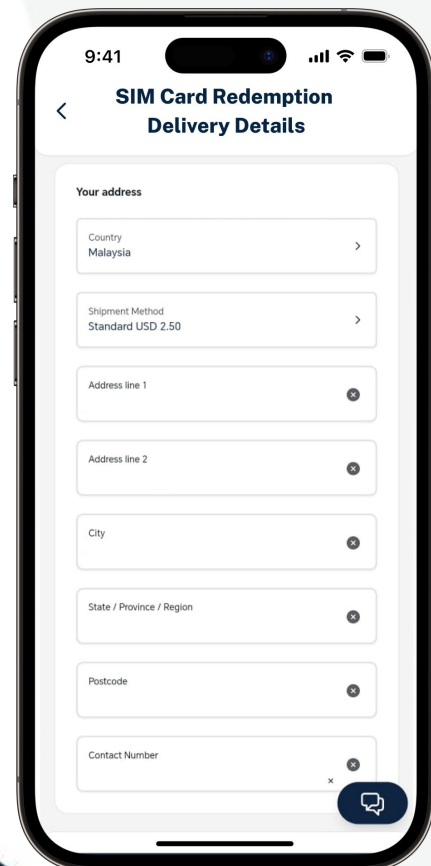 9:41
SIM Card Redemption
Delivery Details
Your address
Country
Malaysia
Shipment Method
Standard USD 2.50
Address line 1
Address line 2
City
State / Province / Region
Postcode
Contact Number